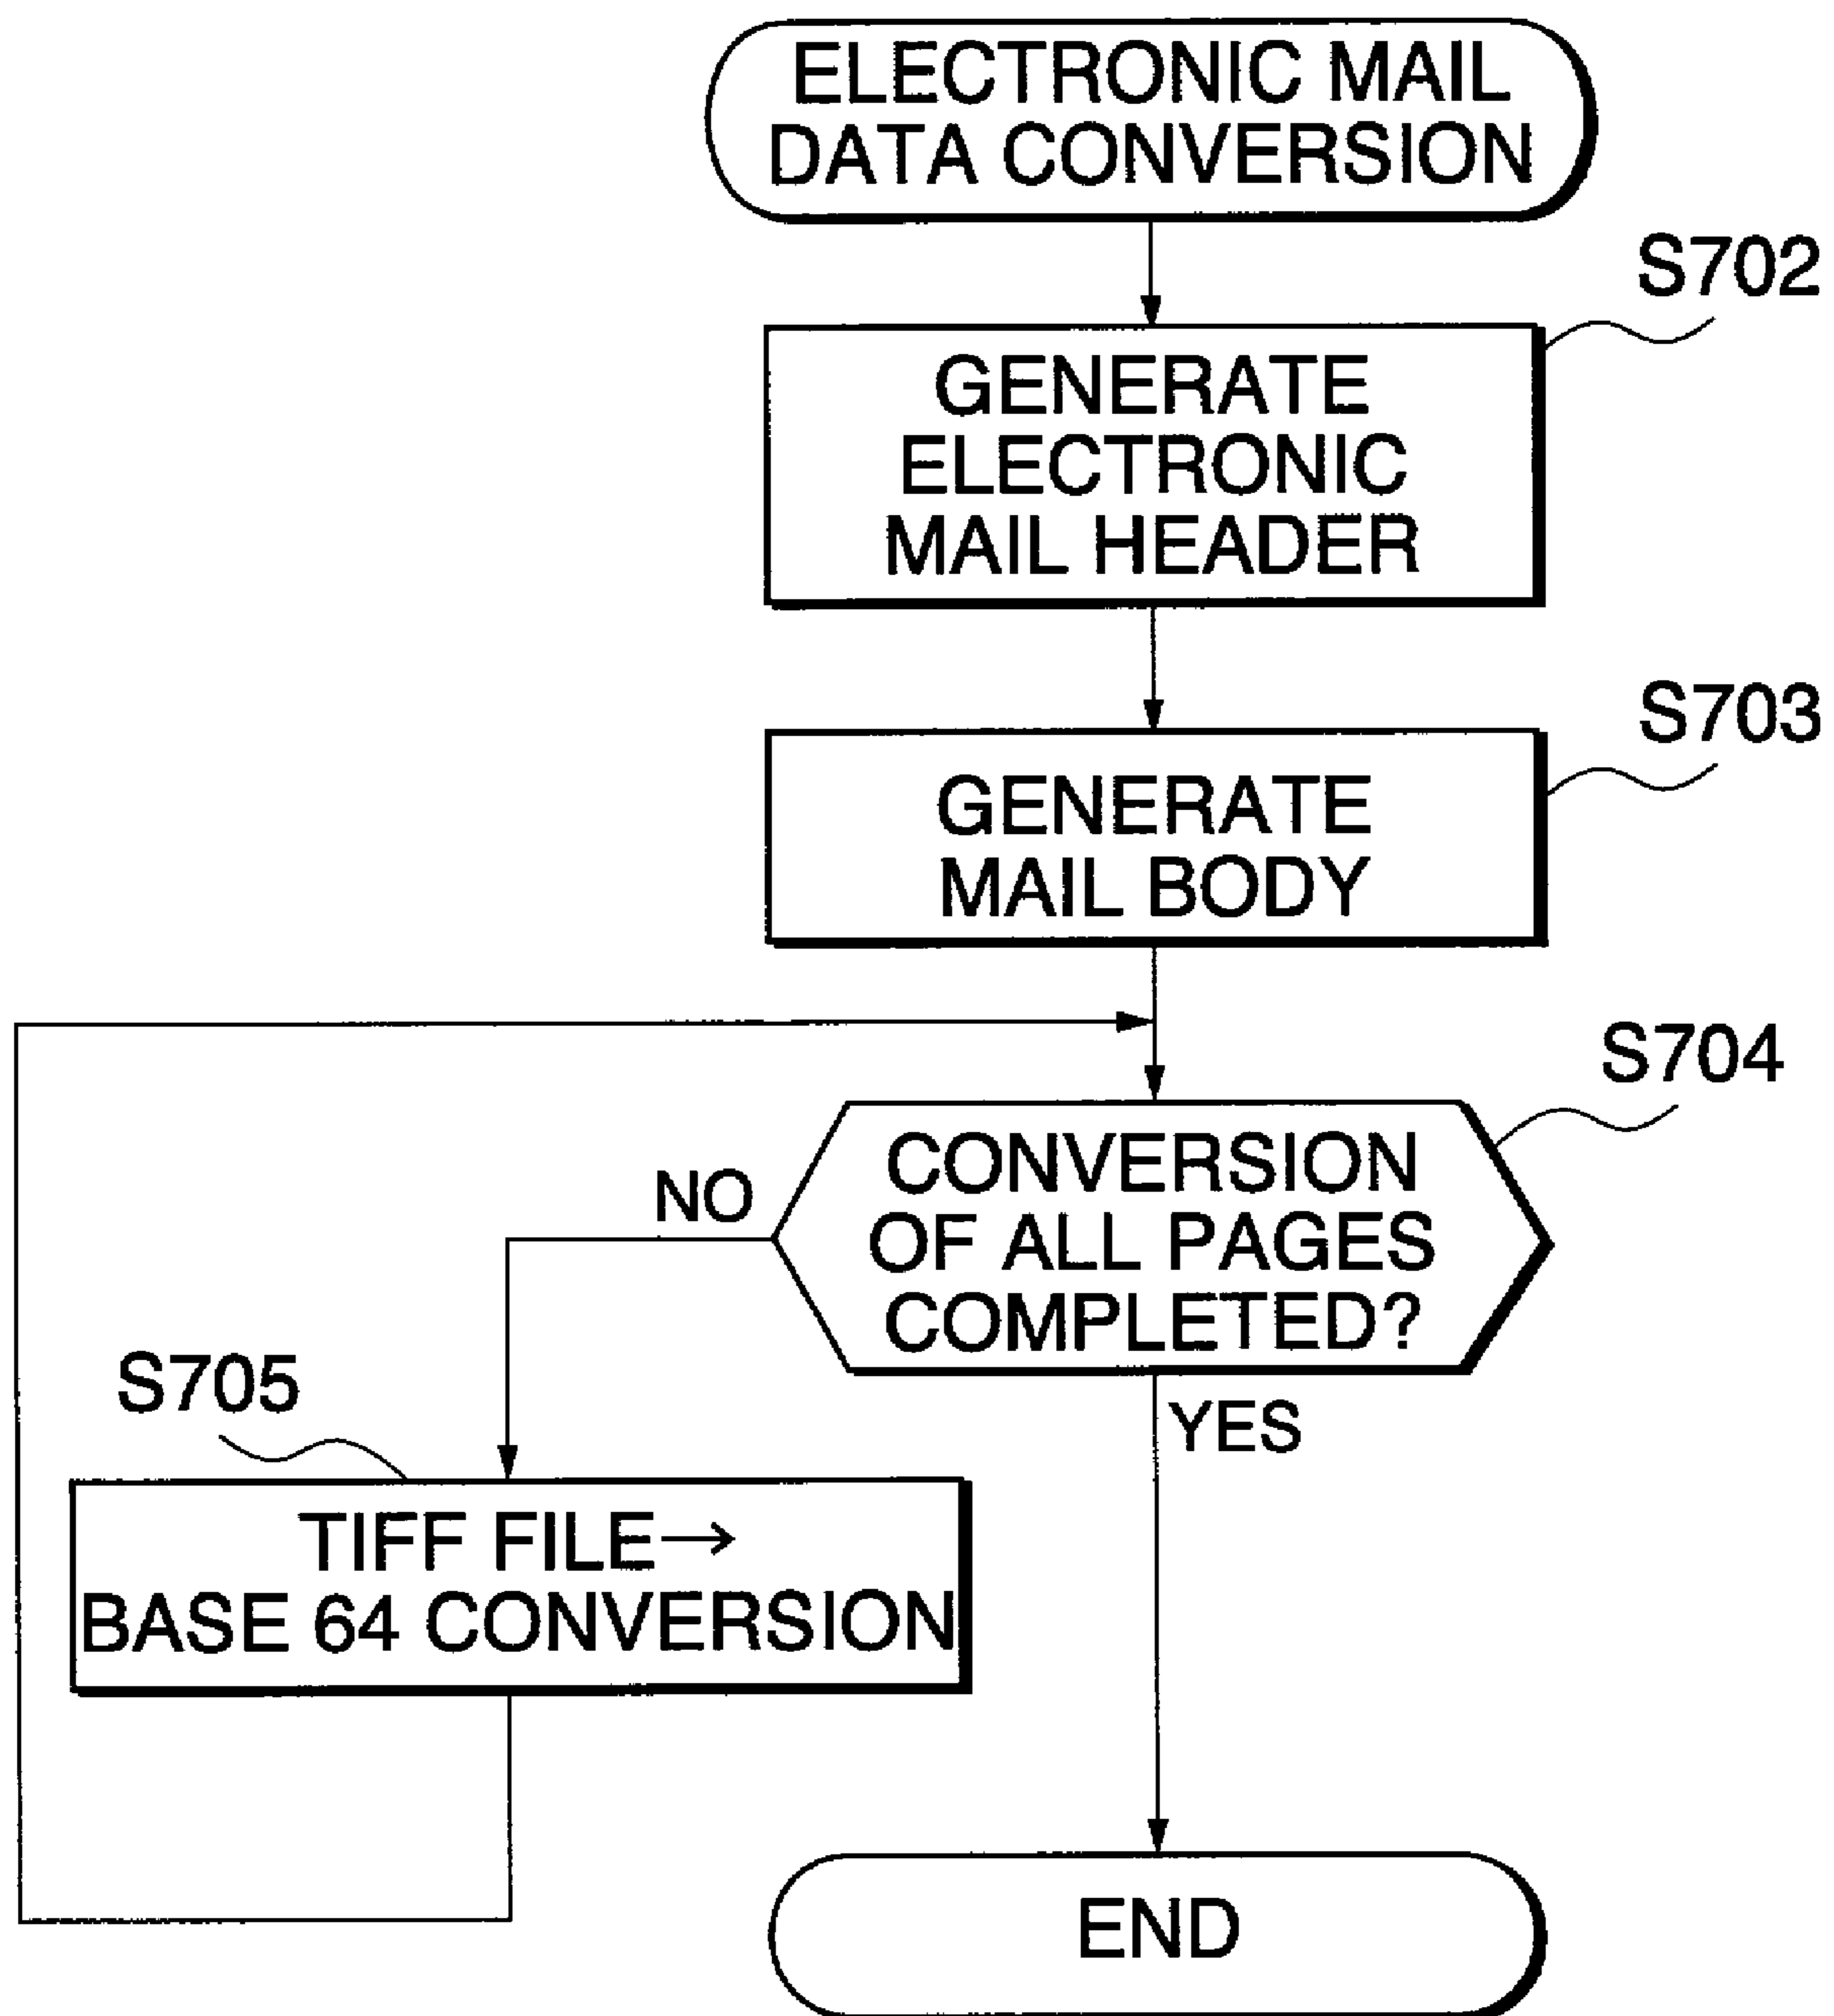 ELECTRONIC MAIL
DATA CONVERSION
S702
GENERATE
ELECTRONIC
MAIL HEADER
S703
GENERATE
MAIL BODY
S704
CONVERSION
OF ALL PAGES
COMPLETED?
NO
YES
S705
TIFF FILE→
BASE 64 CONVERSION
END